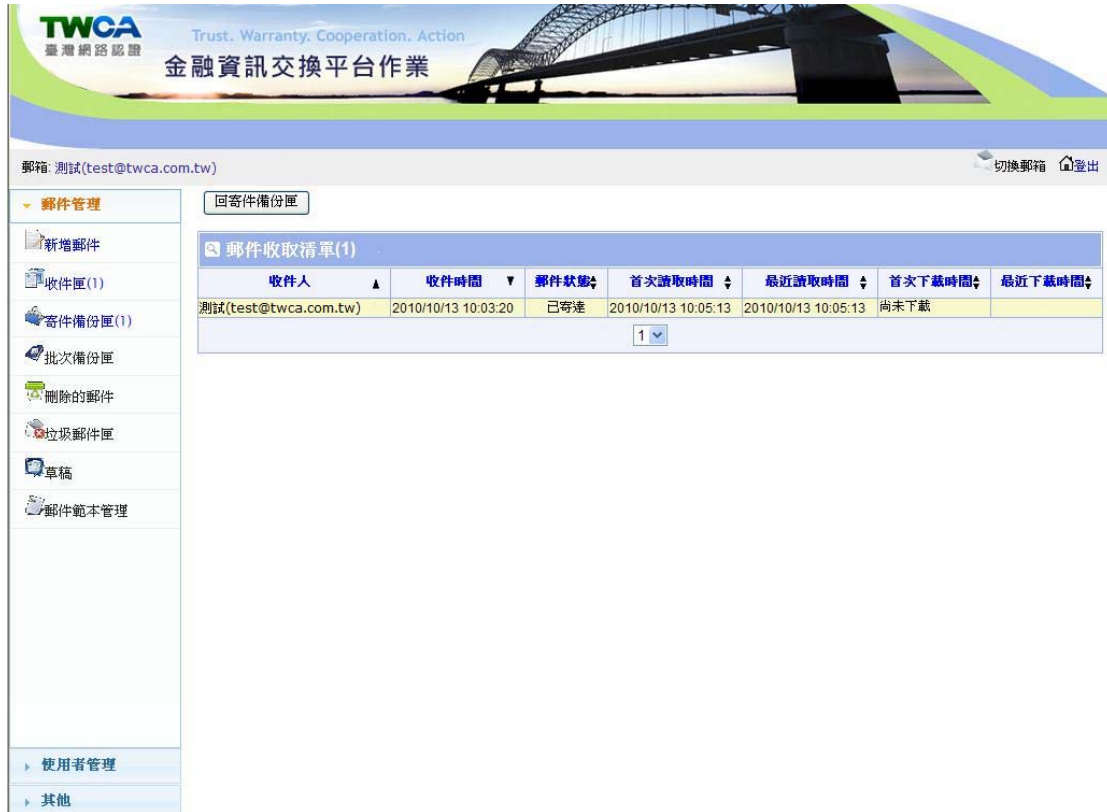 TWCA
臺灣網路認證
Trust. Warranty. Cooperation. Action
金融資訊交換平台作業
郵箱: 測試(test@twca.com.tw)
切換郵箱 登出
郵件管理
回寄件備份匣
新增郵件
收件匣(1)
寄件備份匣(1)
批次備份匣
刪除的郵件
垃圾郵件匣
草稿
郵件範本管理
郵件收取清單(1)
收件人 ▲ 收件時間 ▼ 郵件狀態 首次讀取時間 最近讀取時間 首次下載時間 最近下載時間
測試(test@twca.com.tw) 2010/10/13 10:03:20 已寄達 2010/10/13 10:05:13 2010/10/13 10:05:13 尚未下載
1
使用者管理
其他